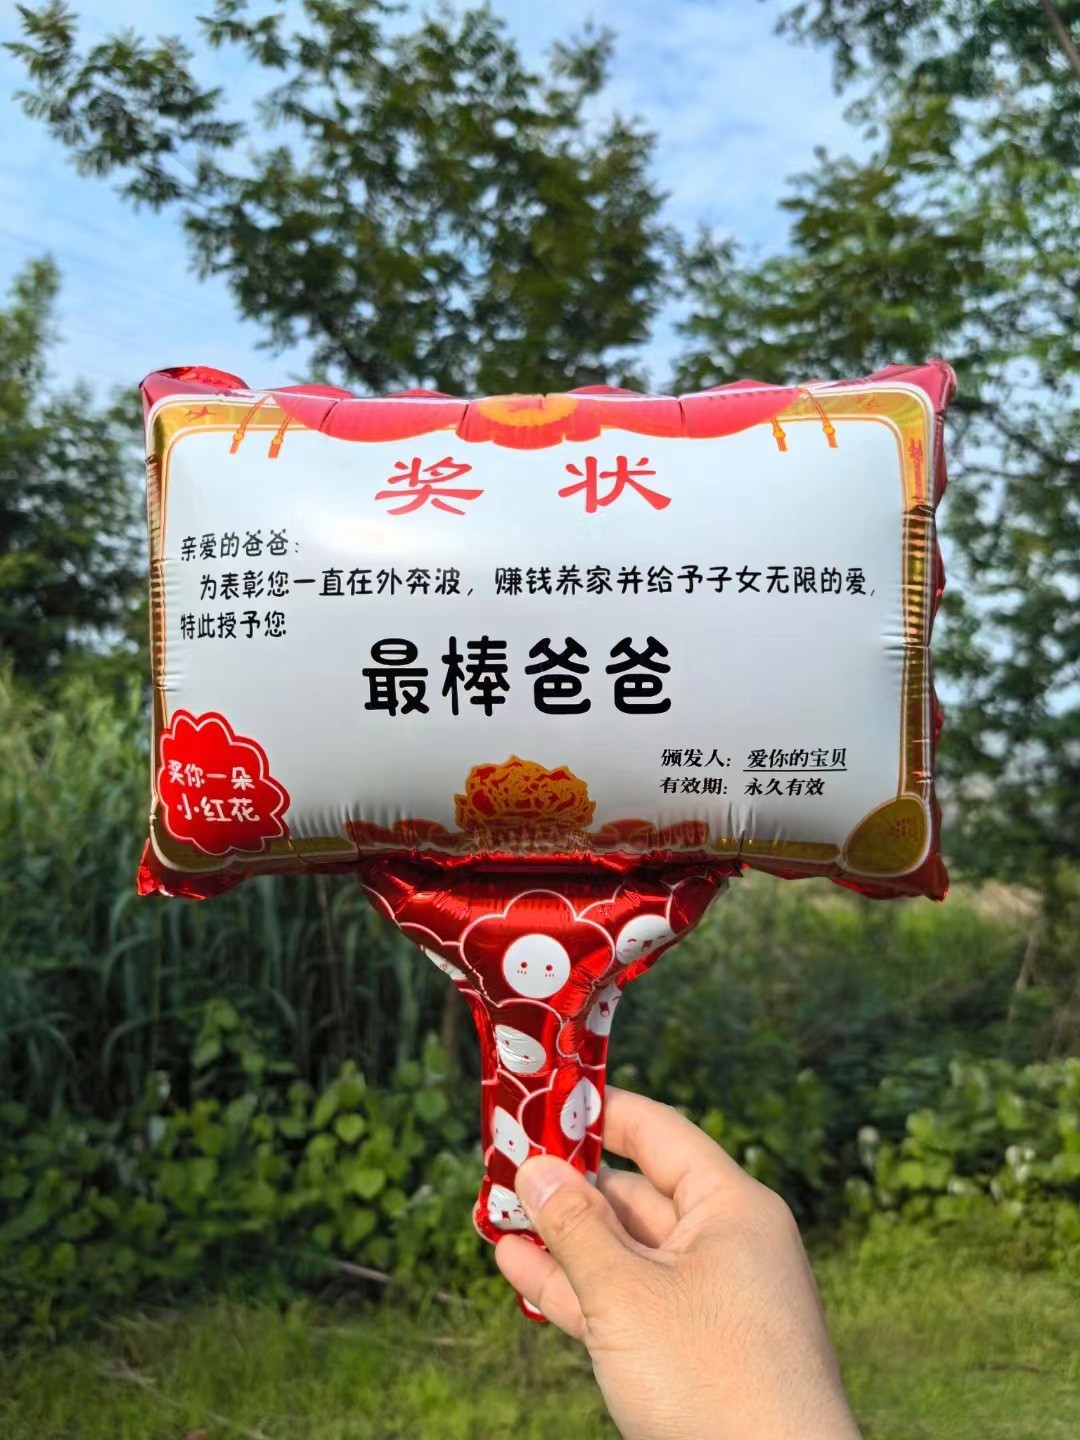 奖状
亲爱的爸爸：
为表彰您一直在外奔波，赚钱养家并给予子女无限的爱，
特此授予您
最棒爸爸
奖你一朵
小红花
颁发人：爱你的宝贝
有效期：永久有效